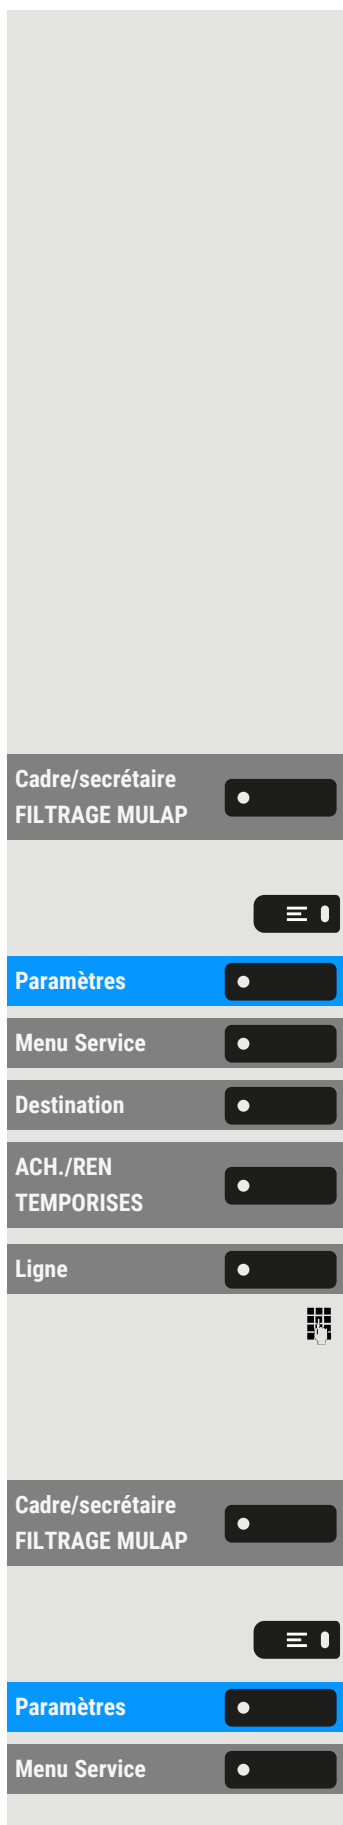 Cadre/secrétaire
FILTRAGE MULAP
Paramètres
Menu Service
Destination
ACH./REN
TEMPORISES
Ligne
Cadre/secrétaire
FILTRAGE MULAP
Paramètres
Menu Service